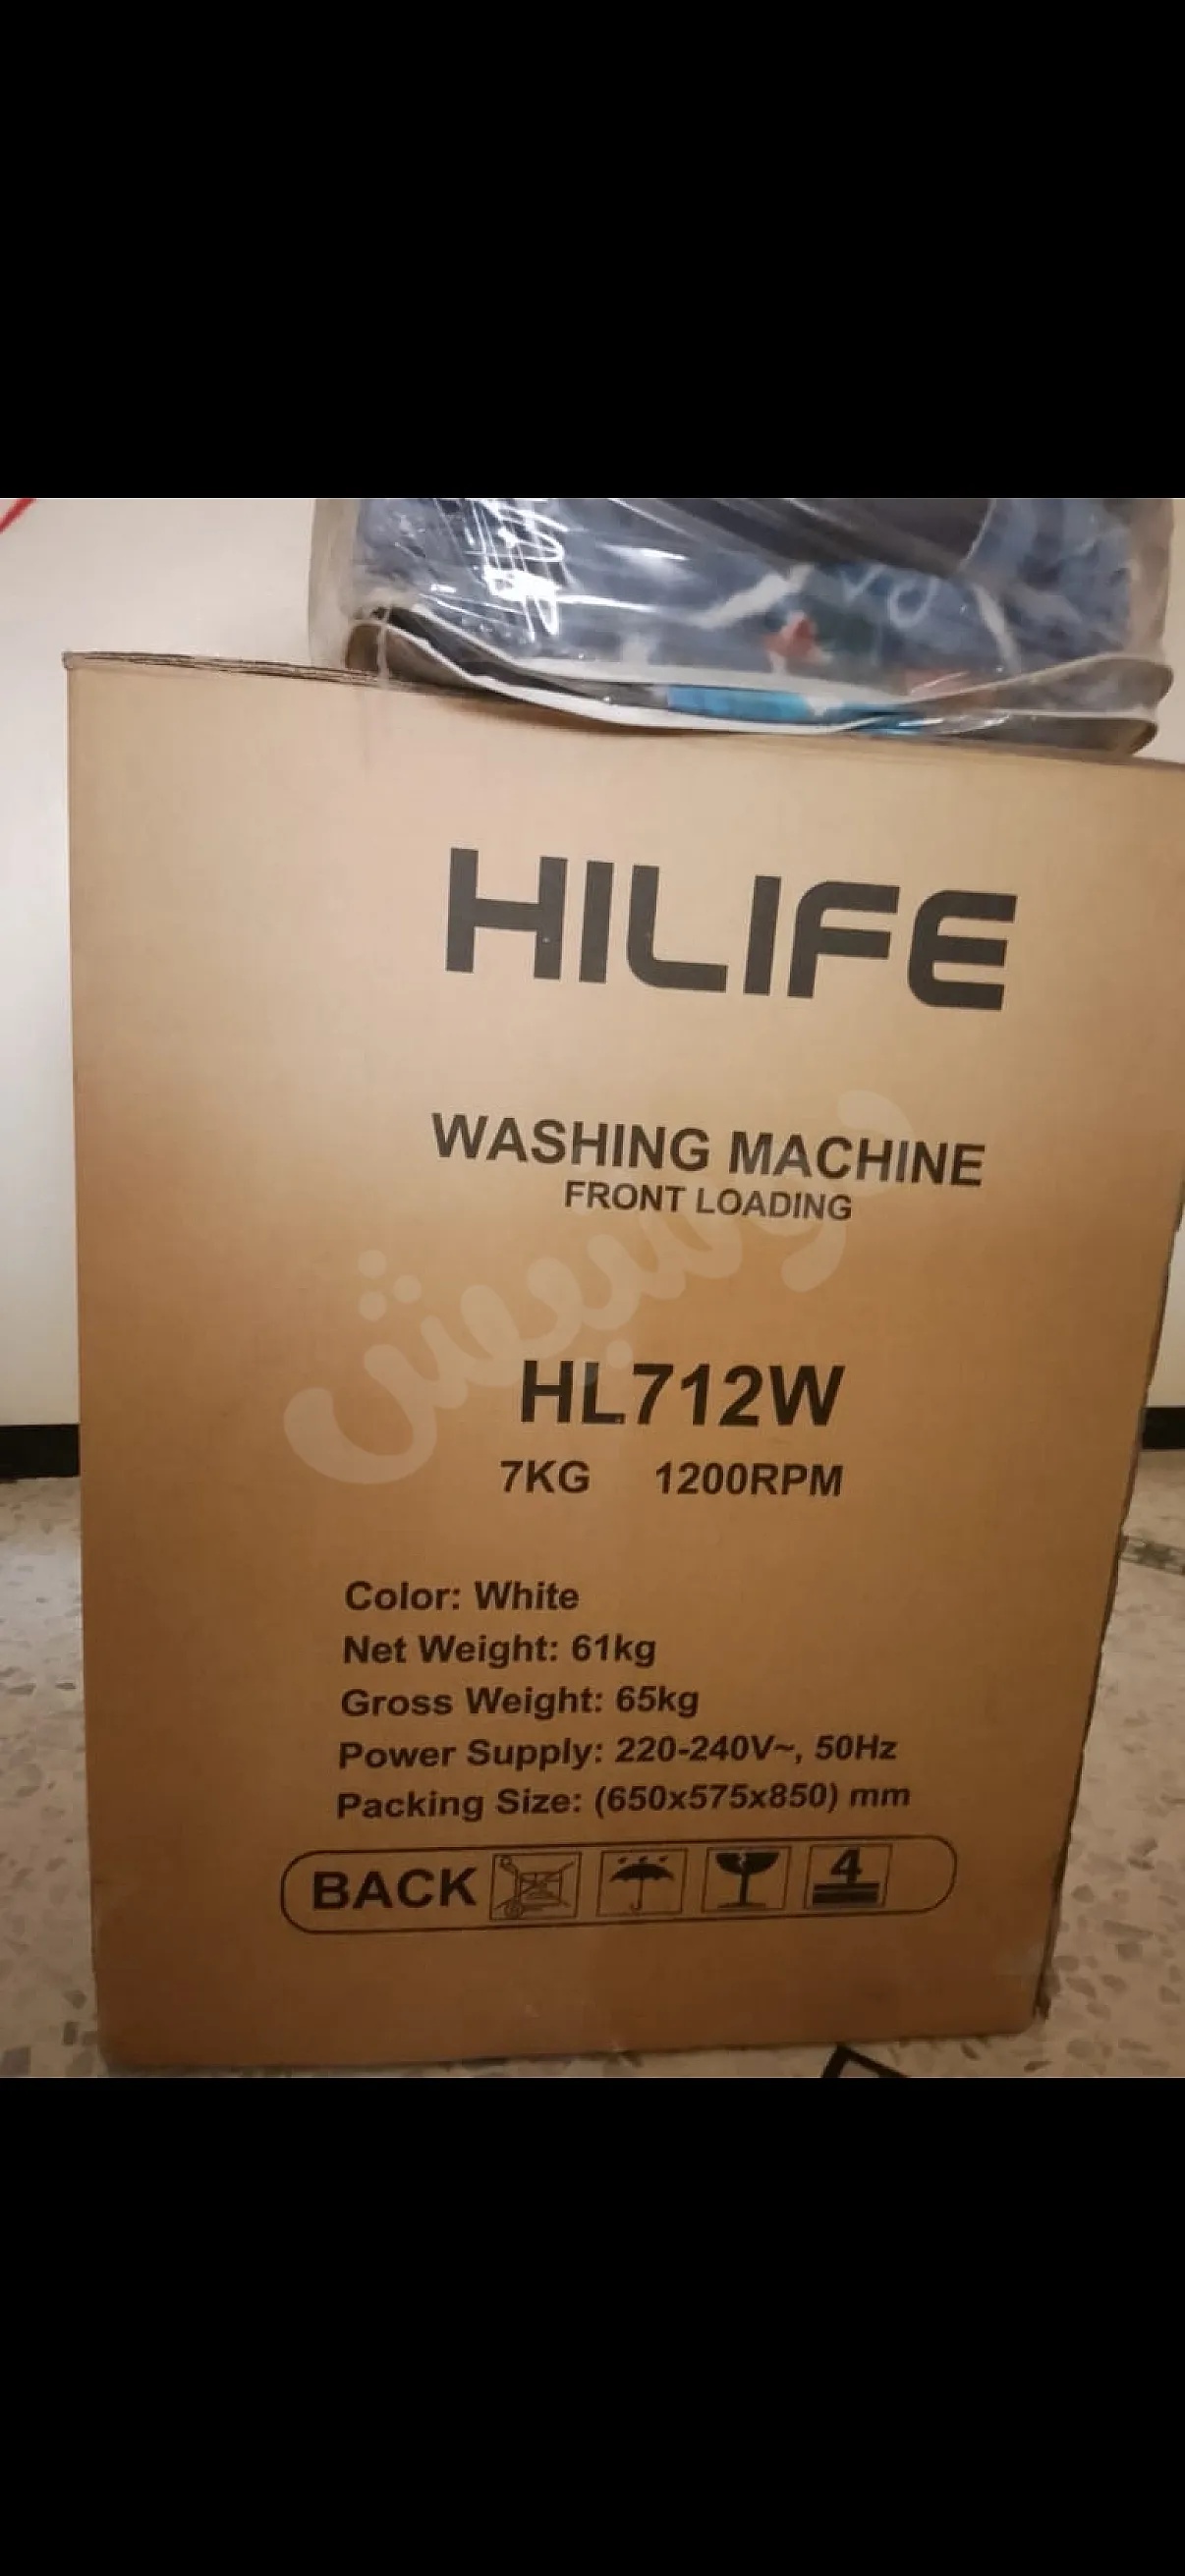 HILIFE
WASHING MACHINE
FRONT LOADING
HL712W
7KG 1200RPM
Color: White
Net Weight: 61kg
Gross Weight: 65kg
Power Supply: 220-240V~, 50Hz
Packing Size: (650x575x850) mm
BACK 4